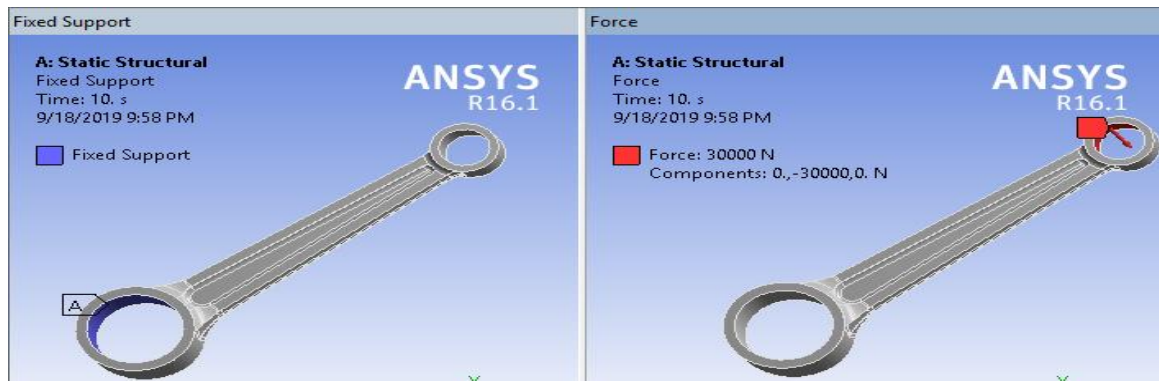 Fixed Support
A: Static Structural
Fixed Support
Time: 10. s
9/18/2019 9:58 PM
Fixed Support
ANSYS
R16.1
A
Force
A: Static Structural
Force
Time: 10. s
9/18/2019 9:58 PM
Force: 30000 N
Components: 0.,-30000,0. N
ANSYS
R16.1